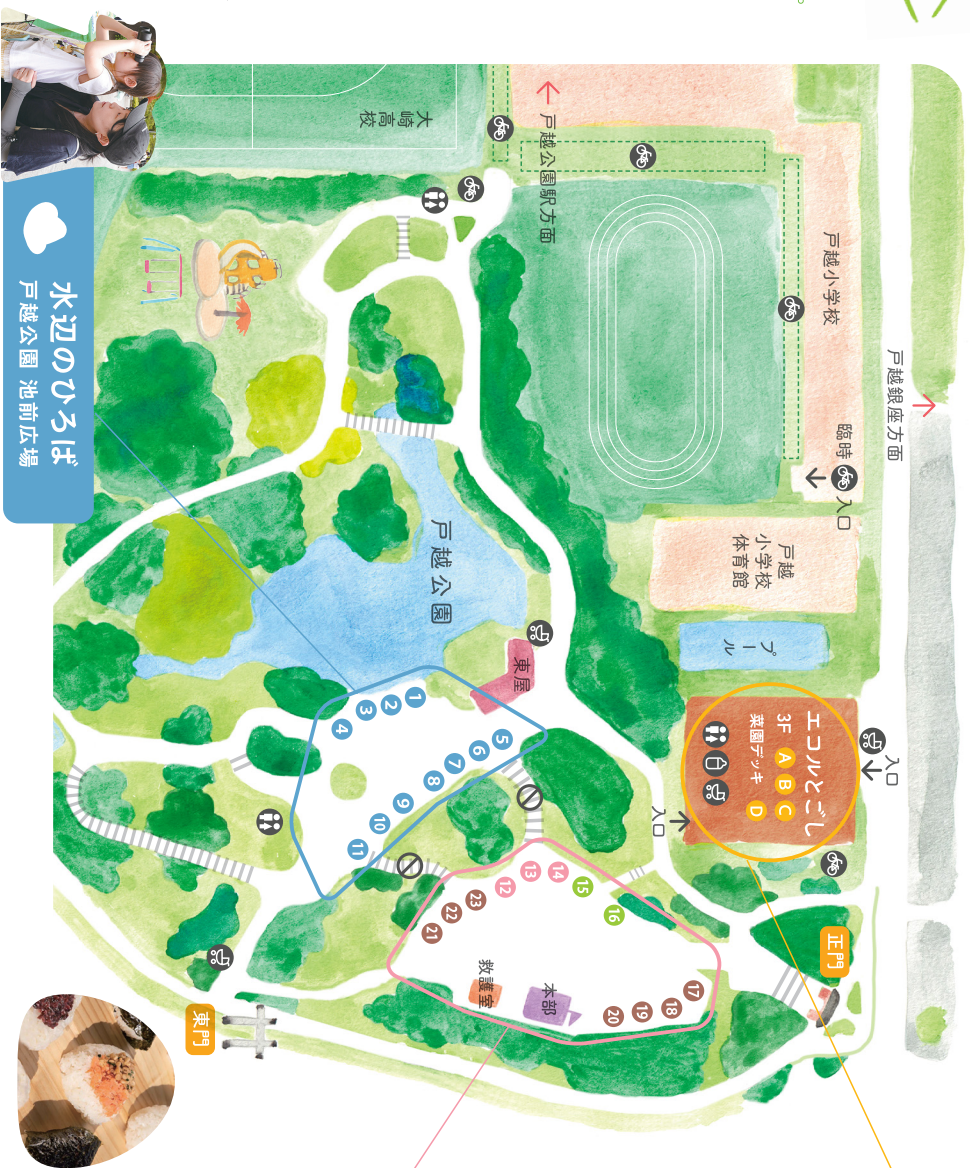 大崎高校
戸越公園駅方面
戸越小学校
戸越銀座方面
臨時
入口
戸越
小学校
体育館
プール
水辺のひろば
戸越公園 池前広場
戸越公園
東屋
エコルとごし
3F A B C
菜園デッキ D
入口
入口
1
2
3
4
5
6
7
8
9
10
11
12
13
14
15
16
17
18
19
20
21
22
23
救護室
本部
正門
東門